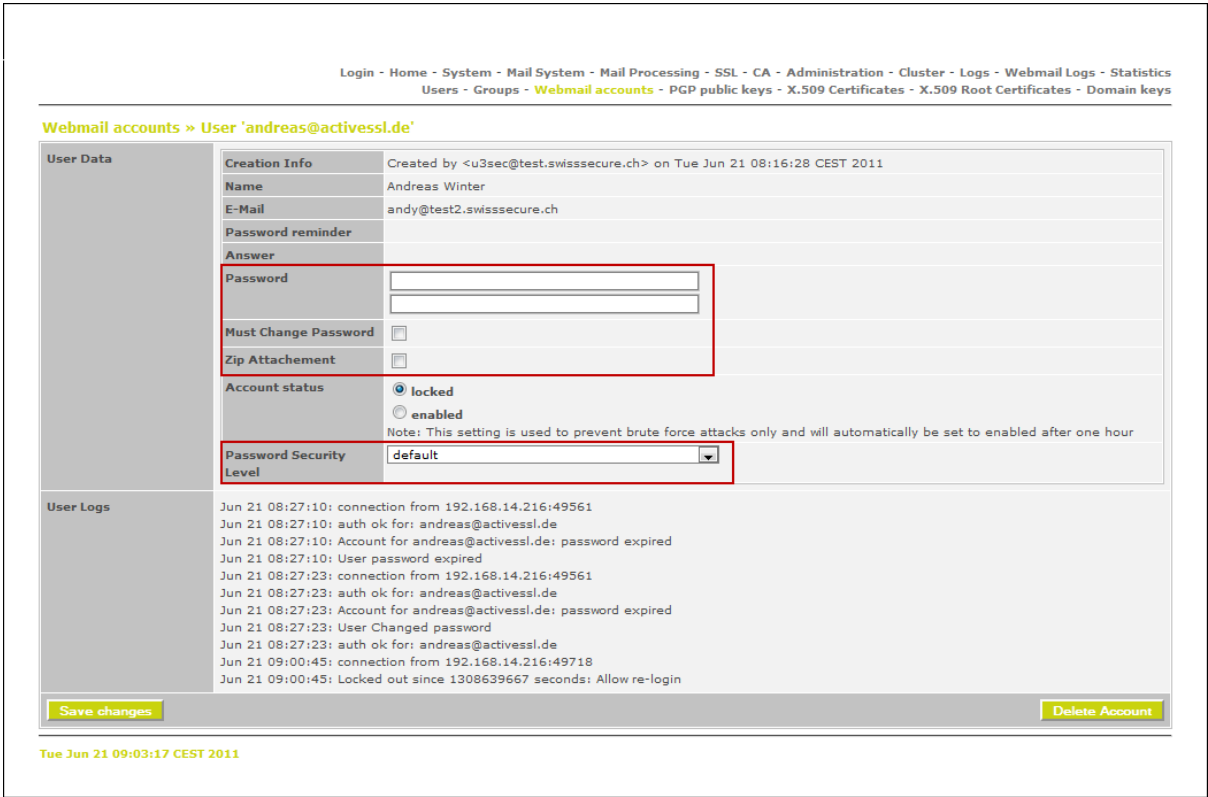 Login - Home - System - Mail System - Mail Processing - SSL - CA - Administration - Cluster - Logs - Webmail Logs - Statistics
Users - Groups - Webmail accounts - PGP public keys - X.509 Certificates - X.509 Root Certificates - Domain keys
Webmail accounts » User 'andreas@activessl.de'
User Data
Creation Info Created by <u3sec@test.swisssecure.ch> on Tue Jun 21 08:16:28 CEST 2011
Name Andreas Winter
E-Mail andy@test2.swisssecure.ch
Password reminder
Answer
Password
Must Change Password
Zip Attachement
Account status locked
enabled
Note: This setting is used to prevent brute force attacks only and will automatically be set to enabled after one hour
Password Security default
Level
User Logs
Jun 21 08:27:10: connection from 192.168.14.216:49561
Jun 21 08:27:10: auth ok for: andreas@activessl.de
Jun 21 08:27:10: Account for andreas@activessl.de: password expired
Jun 21 08:27:10: User password expired
Jun 21 08:27:23: connection from 192.168.14.216:49561
Jun 21 08:27:23: auth ok for: andreas@activessl.de
Jun 21 08:27:23: Account for andreas@activessl.de: password expired
Jun 21 08:27:23: User Changed password
Jun 21 08:27:23: auth ok for: andreas@activessl.de
Jun 21 09:00:45: connection from 192.168.14.216:49718
Jun 21 09:00:45: Locked out since 1308639667 seconds: Allow re-login
Save changes Delete Account
Tue Jun 21 09:03:17 CEST 2011